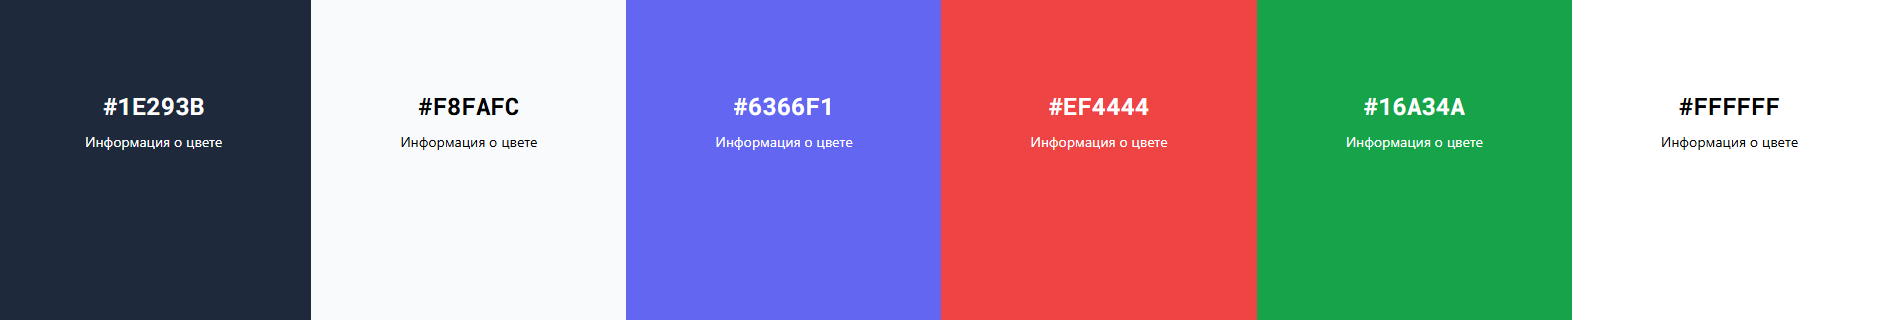 #1E293B
Информация о цвете
#F8FAFC
Информация о цвете
#6366F1
Информация о цвете
#EF4444
Информация о цвете
#16A34A
Информация о цвете
#FFFFFF
Информация о цвете